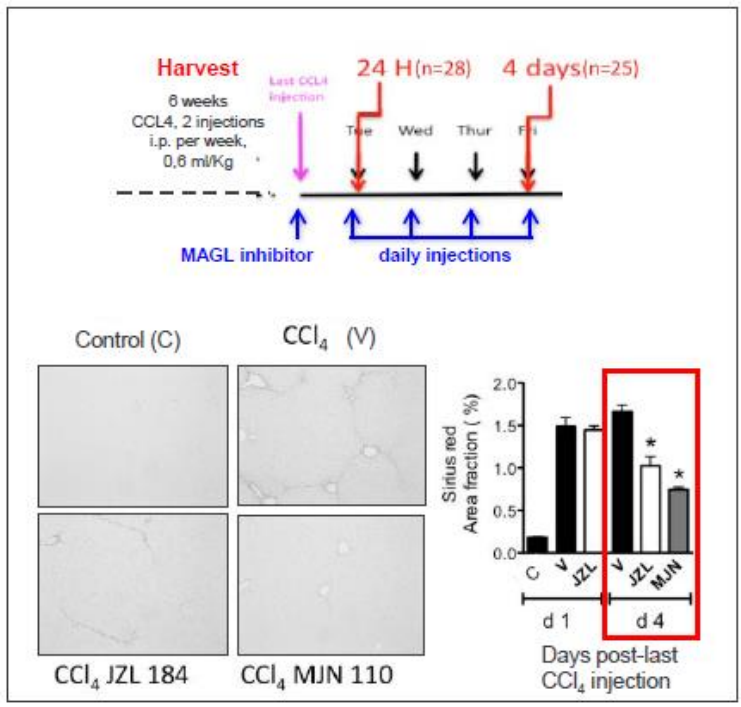 Harvest
6 weeks
CCL4, 2 injections
i.p. per week,
0,6 ml/Kg
Last CCL4
injection
24 H(n=28)
4 days(n=25)
Tue
Wed
Thur
Fri
MAGL inhibitor
daily injections
Control (C)
CCl₄ (V)
CCl₄ JZL 184
CCl₄ MJN 110
Sirius red
Area fraction ( %)
2.0
1.5
1.0
0.5
0.0
*
*
C
V
JZL
V
JZL
MJN
d 1
d 4
Days post-last
CCl₄ injection